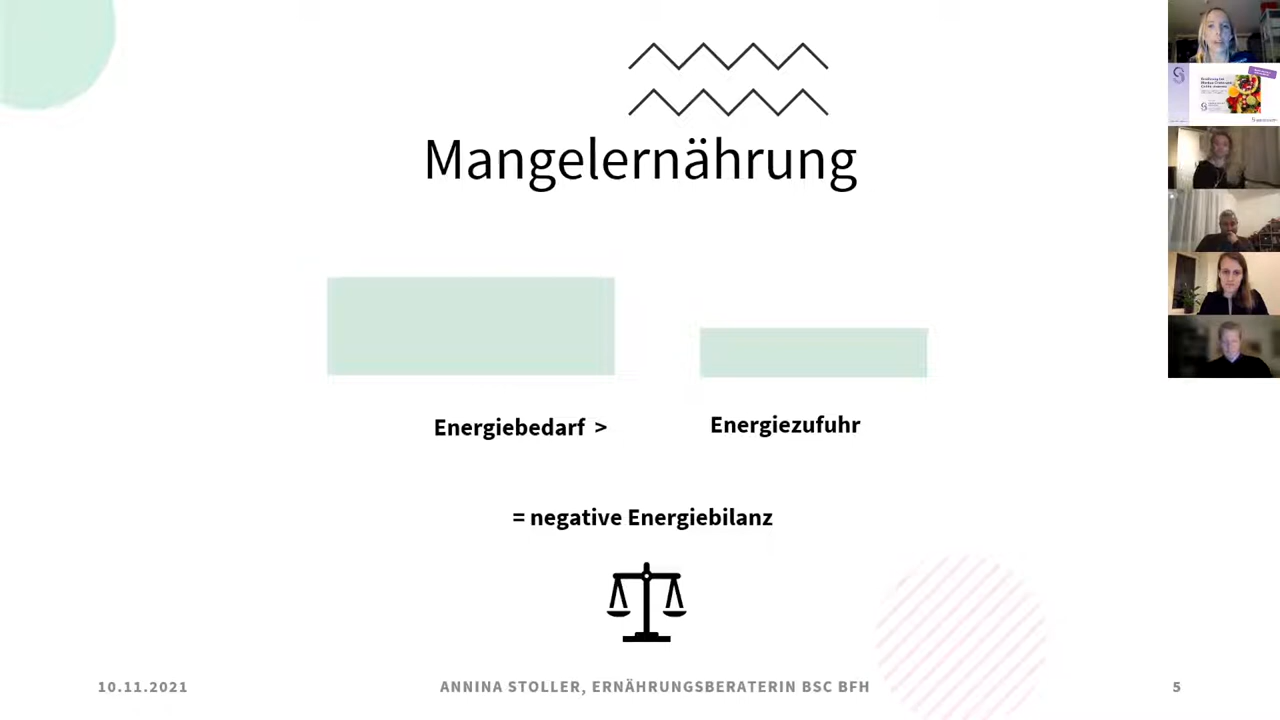 Mangelernährung
Energiebedarf >
Energiezufuhr
= negative Energiebilanz
10.11.2021
ANNINA STOLLER, ERNÄHRUNGSBERATERIN BSC BFH
5